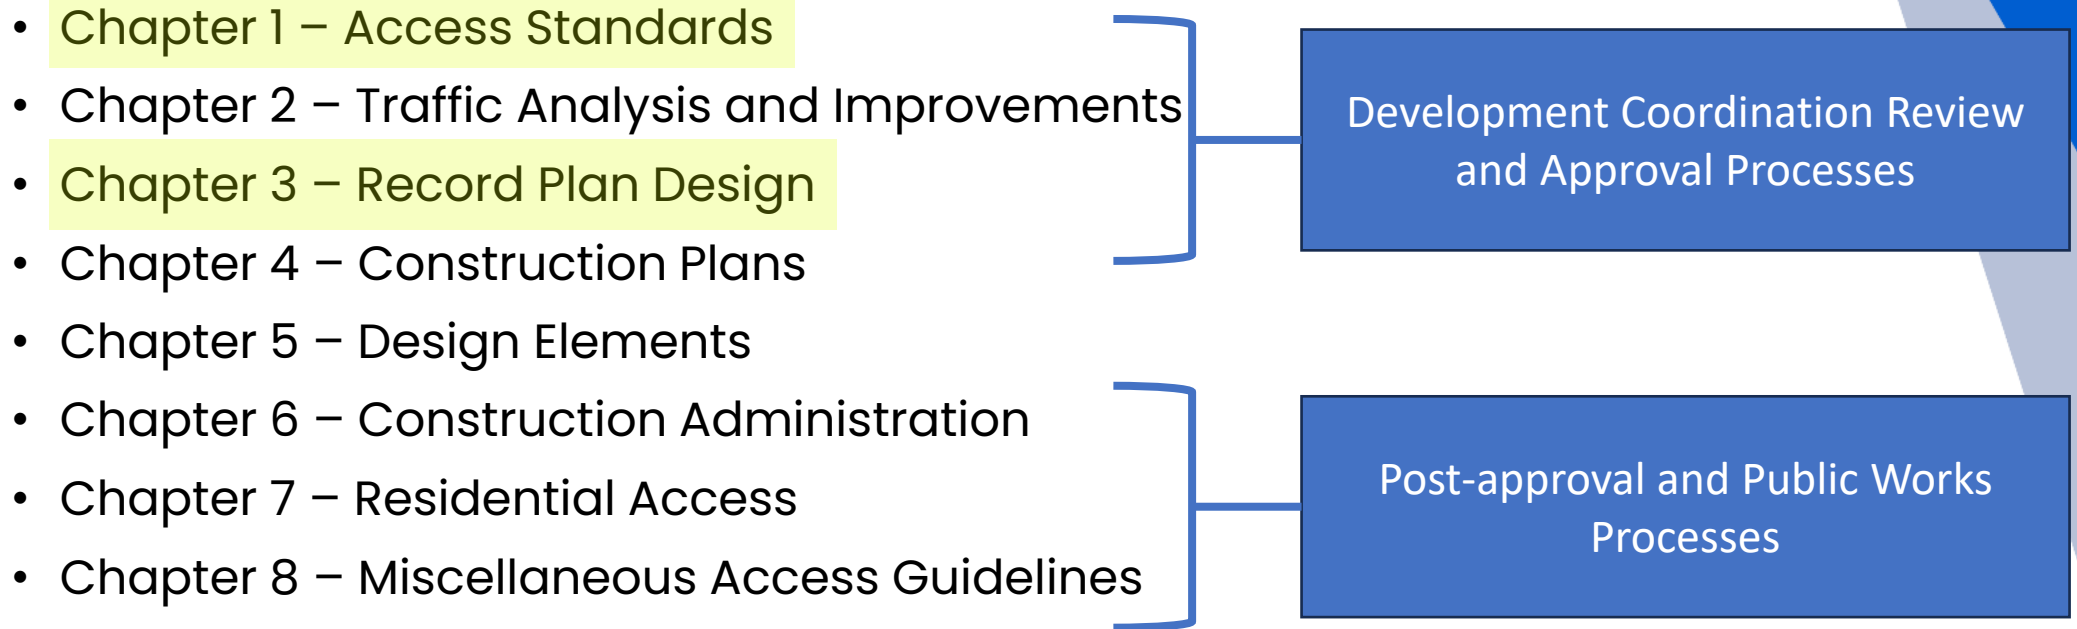 • Chapter 1 – Access Standards
• Chapter 2 – Traffic Analysis and Improvements
• Chapter 3 – Record Plan Design
• Chapter 4 – Construction Plans
• Chapter 5 – Design Elements
• Chapter 6 – Construction Administration
• Chapter 7 – Residential Access
• Chapter 8 – Miscellaneous Access Guidelines
Development Coordination Review
and Approval Processes
Post-approval and Public Works
Processes